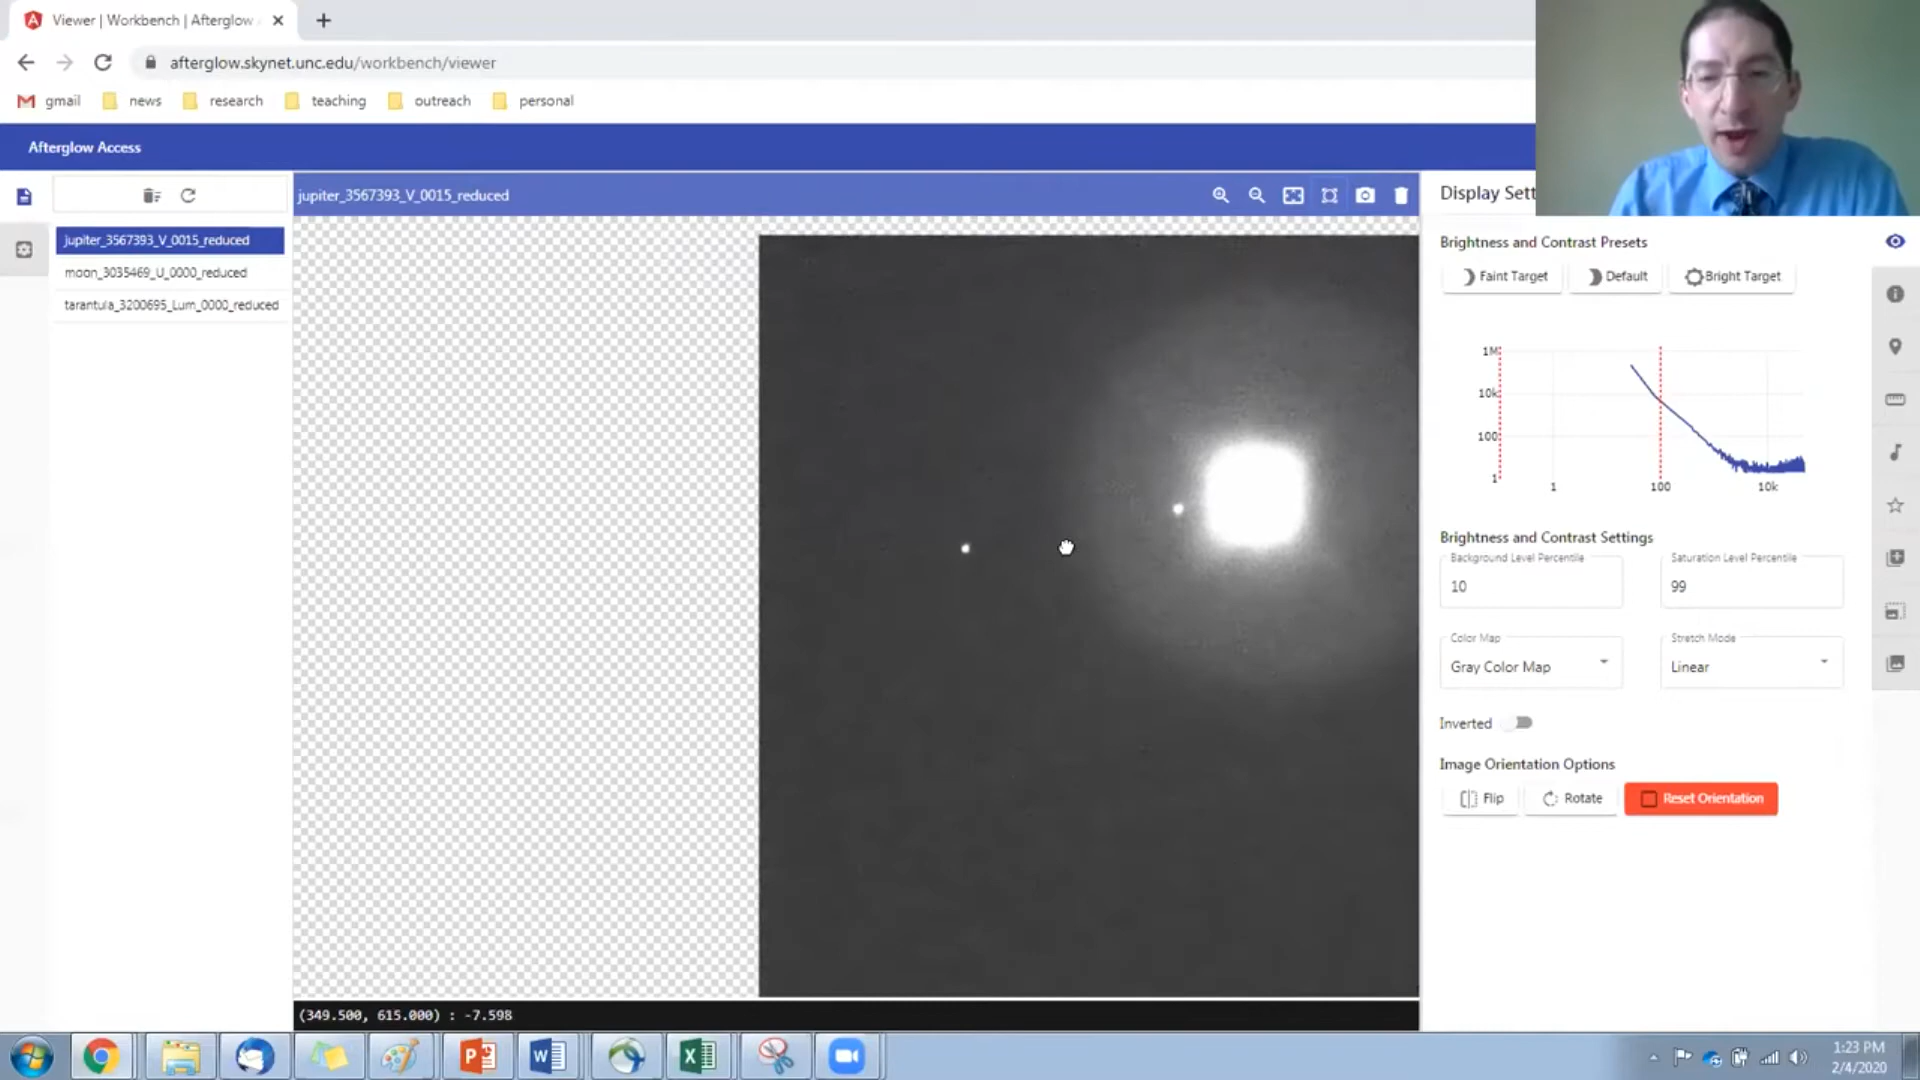 Viewer | Workbench | Afterglow
afterglow.skynet.unc.edu/workbench/viewer
gmail news research teaching outreach personal
Afterglow Access
jupiter_3567393_V_0015_reduced
Display Sett
jupiter_3567393_V_0015_reduced
moon_3035469_U_0000_reduced
tarantula_3200695_Lum_0000_reduced
Brightness and Contrast Presets
Faint Target Default Bright Target
1M
10k
100
1
1 100 10k
Brightness and Contrast Settings
Background Level Percentile Saturation Level Percentile
10 99
Color Map Stretch Mode
Gray Color Map Linear
Inverted
Image Orientation Options
Flip Rotate Reset Orientation
(349.500, 615.000) : -7.598
1:23 PM
2/4/2020